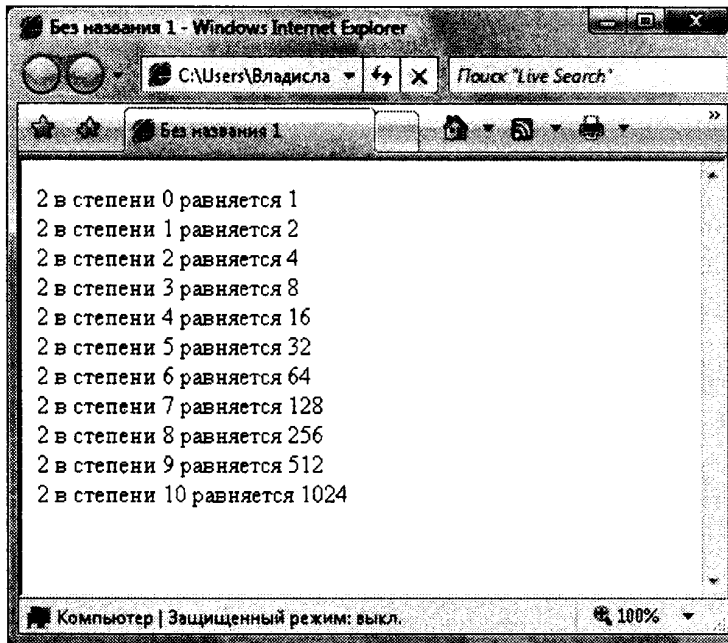 Без названия 1 - Windows Internet Explorer
C:\Users\Владисла
Поиск "Live Search"
Без названия 1
2 в степени 0 равняется 1
2 в степени 1 равняется 2
2 в степени 2 равняется 4
2 в степени 3 равняется 8
2 в степени 4 равняется 16
2 в степени 5 равняется 32
2 в степени 6 равняется 64
2 в степени 7 равняется 128
2 в степени 8 равняется 256
2 в степени 9 равняется 512
2 в степени 10 равняется 1024
Компьютер | Защищенный режим: выкл.
100%